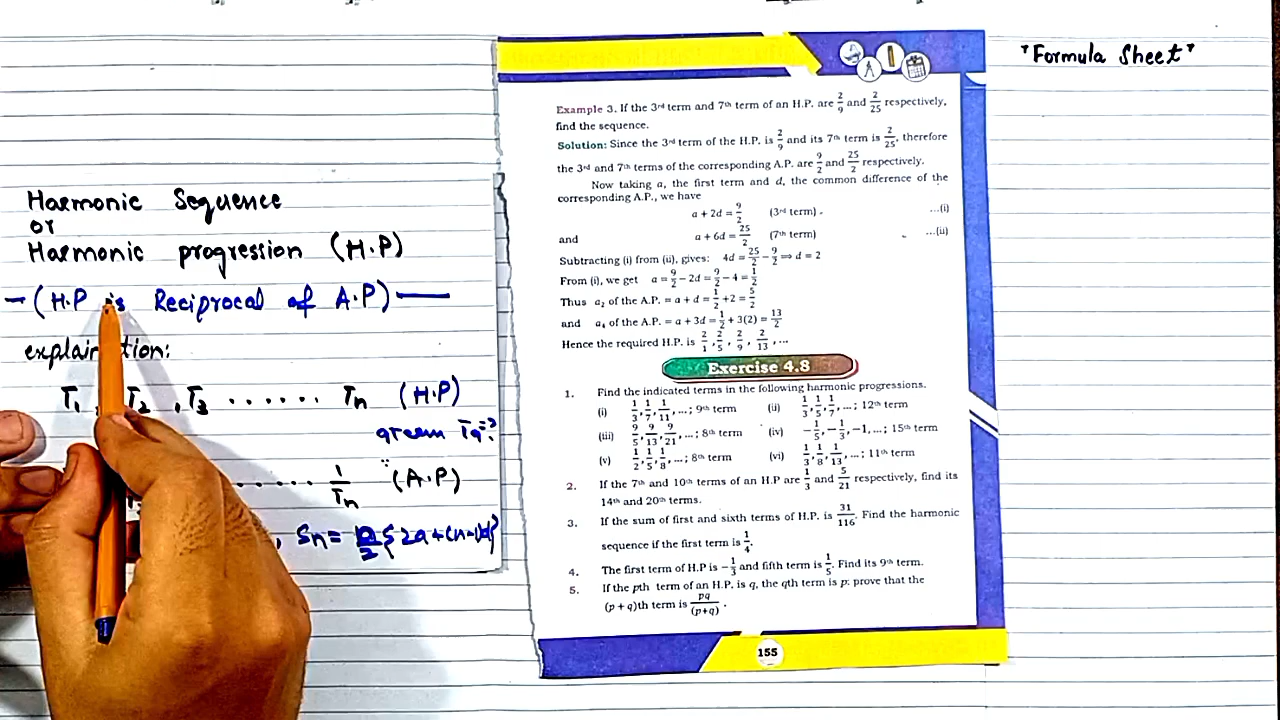 Harmonic Sequence
or
Harmonic progression (H.P)
(H.P is Reciprocal of A.P)
T₁ , T₂ , T₃ ...... Tₙ (H.P)
...... 1/Tₙ (A.P)
, Sₙ = n/2{2a+(n-1)d}
Example 3. If the 3rd term and 7th term of an H.P. are 2/9 and 2/25 respectively,
find the sequence.
Solution: Since the 3rd term of the H.P. is 2/9 and its 7th term is 2/25, therefore
the 3rd and 7th terms of the corresponding A.P. are 9/2 and 25/2 respectively.
Now taking a, the first term and d, the common difference of the
corresponding A.P., we have
a + 2d = 9/2 (3rd term) ...(i)
and a + 6d = 25/2 (7th term) ...(ii)
Subtracting (i) from (ii), gives: 4d = 25/2 − 9/2 ⇒ d = 2
From (i), we get a = 9/2 − 2d = 9/2 − 4 = 1/2
Thus a₂ of the A.P. = a + d = 1/2 + 2 = 5/2
and a₄ of the A.P. = a + 3d = 1/2 + 3(2) = 13/2
Hence the required H.P. is 2/1, 2/5, 2/9, 2/13, ...
Exercise 4.8
1. Find the indicated terms in the following harmonic progressions.
(i) 1/3, 1/7, 1/11, ...; 9th term (ii) 1/3, 1/5, 1/7, ...; 12th term
(iii) 9/5, 9/13, 9/21, ...; 8th term (iv) −1/5, −1/3, −1, ...; 15th term
(v) 1/2, 1/5, 1/8, ...; 8th term (vi) 1/3, 1/8, 1/13, ...; 11th term
2. If the 7th and 10th terms of an H.P are 1/3 and 5/21 respectively, find its
14th and 20th terms.
3. If the sum of first and sixth terms of H.P. is 31/116. Find the harmonic
sequence if the first term is 1/4.
4. The first term of H.P is −1/3 and fifth term is 1/5. Find its 9th term.
5. If the pth term of an H.P. is q, the qth term is p: prove that the
(p + q)th term is pq/(p+q).
155
"Formula Sheet"